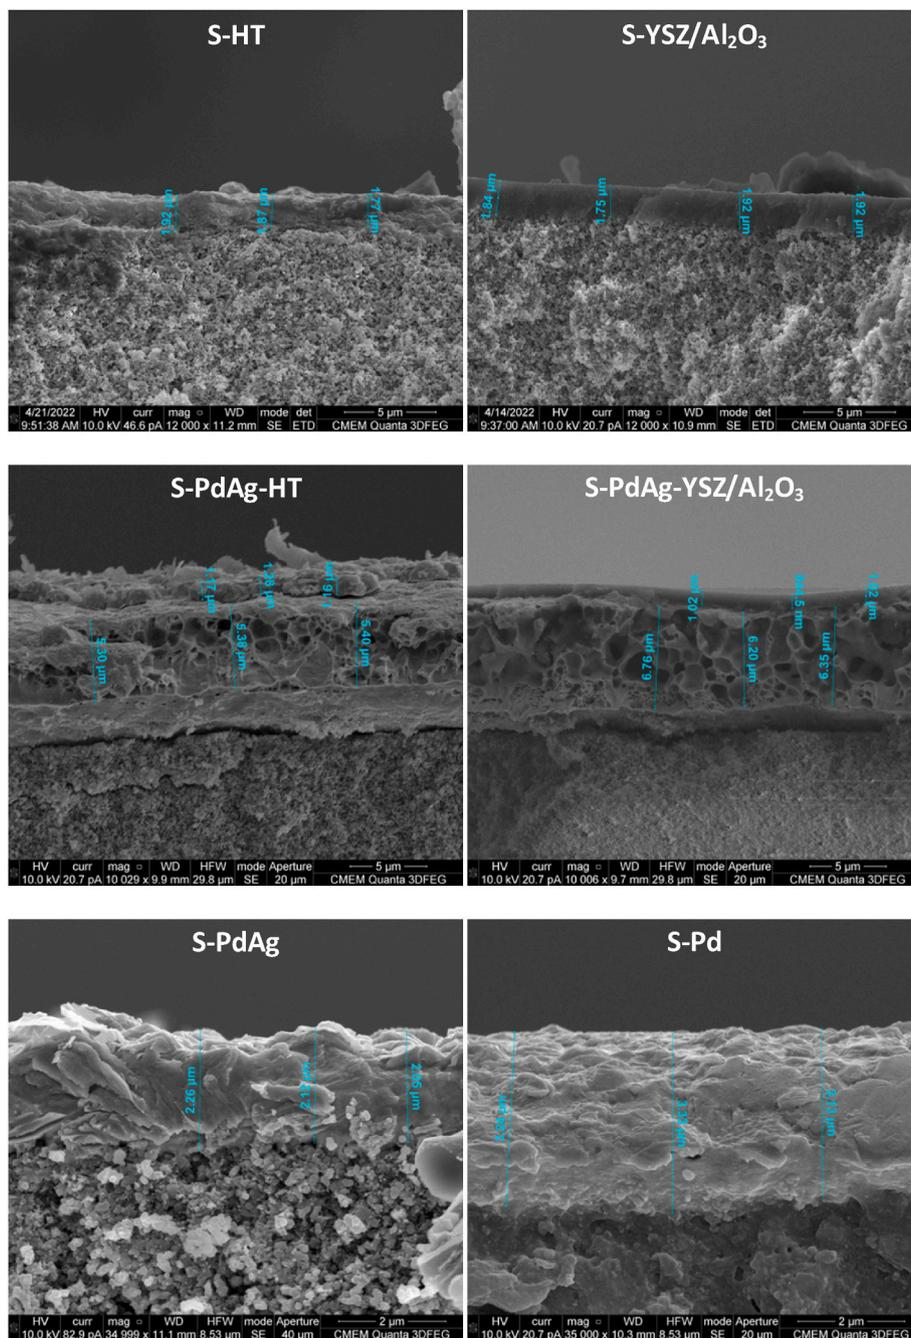 S-HT
1.92 µm
1.87 µm
1.77 µm
4/21/2022 HV curr mag WD mode det 5 µm
9:51:38 AM 10.0 kV 46.6 pA 12 000 x 11.2 mm SE ETD CMEM Quanta 3DFEG
S-YSZ/Al₂O₃
1.84 µm
1.75 µm
1.92 µm
1.92 µm
4/14/2022 HV curr mag WD mode det 5 µm
9:37:00 AM 10.0 kV 20.7 pA 12 000 x 10.9 mm SE ETD CMEM Quanta 3DFEG
S-PdAg-HT
1.17 µm
1.28 µm
5.30 µm
5.38 µm
5.40 µm
HV curr mag WD HFW mode Aperture 5 µm
10.0 kV 20.7 pA 10 029 x 9.9 mm 29.8 µm SE 20 µm CMEM Quanta 3DFEG
S-PdAg-YSZ/Al₂O₃
1.02 µm
1.02 µm
6.76 µm
6.20 µm
6.35 µm
HV curr mag WD HFW mode Aperture 5 µm
10.0 kV 20.7 pA 10 006 x 9.7 mm 29.8 µm SE 20 µm CMEM Quanta 3DFEG
S-PdAg
2.26 µm
HV curr mag WD HFW mode Aperture 2 µm
10.0 kV 82.9 pA 34 999 x 11.1 mm 8.53 µm SE 40 µm CMEM Quanta 3DFEG
S-Pd
3.13 µm
HV curr mag WD HFW mode Aperture 2 µm
10.0 kV 20.7 pA 35 000 x 10.3 mm 8.53 µm SE 20 µm CMEM Quanta 3DFEG